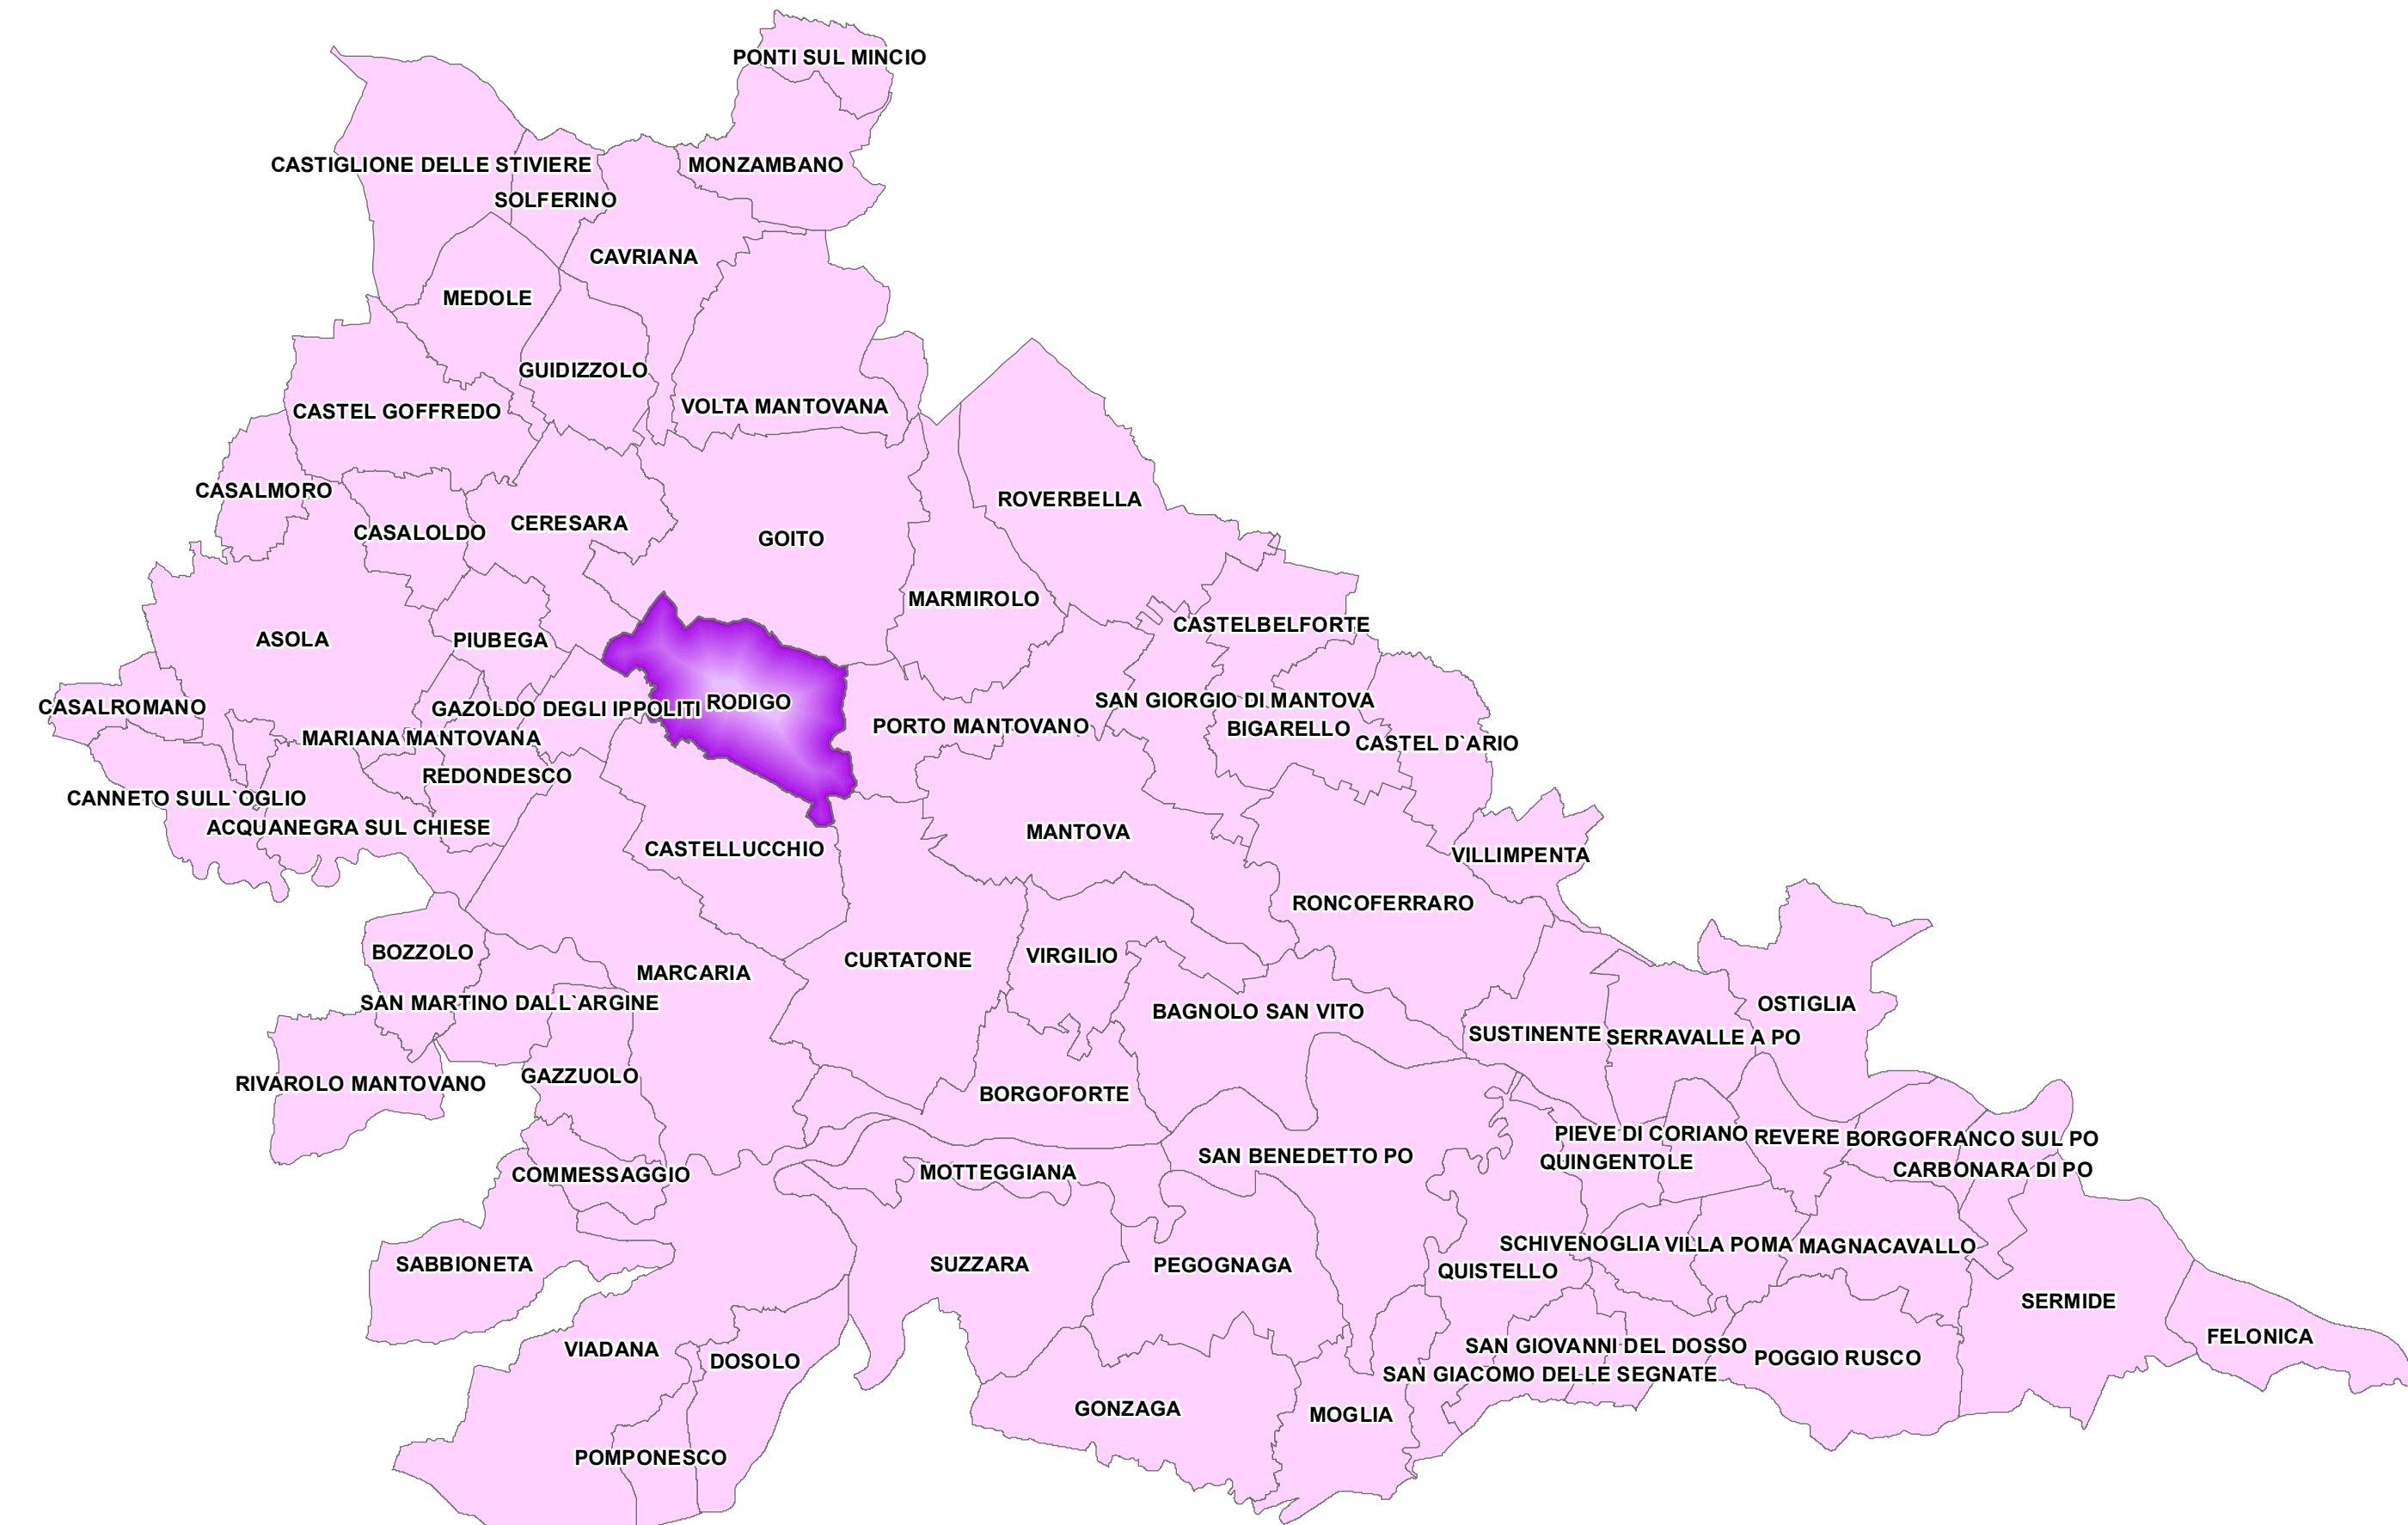 PONTI SUL MINCIO
CASTIGLIONE DELLE STIVIERE
MONZAMBANO
SOLFERINO
CAVRIANA
MEDOLE
GUIDIZZOLO
VOLTA MANTOVANA
CASTEL GOFFREDO
CASALMORO
ROVERBELLA
CERESARA
CASALOLDO
GOITO
MARMIROLO
CASTELBELFORTE
ASOLA
PIUBEGA
SAN GIORGIO DI MANTOVA
RODIGO
CASALROMANO
GAZOLDO DEGLI IPPOLITI
PORTO MANTOVANO
BIGARELLO
MARIANA MANTOVANA
CASTEL D`ARIO
REDONDESCO
CANNETO SULL`OGLIO
ACQUANEGRA SUL CHIESE
MANTOVA
CASTELLUCCHIO
VILLIMPENTA
RONCOFERRARO
BOZZOLO
VIRGILIO
CURTATONE
MARCARIA
SAN MARTINO DALL`ARGINE
OSTIGLIA
BAGNOLO SAN VITO
SUSTINENTE
SERRAVALLE A PO
GAZZUOLO
RIVAROLO MANTOVANO
BORGOFORTE
PIEVE DI CORIANO
REVERE
BORGOFRANCO SUL PO
SAN BENEDETTO PO
QUINGENTOLE
CARBONARA DI PO
MOTTEGGIANA
COMMESSAGGIO
SCHIVENOGLIA
VILLA POMA
MAGNACAVALLO
SABBIONETA
SUZZARA
PEGOGNAGA
QUISTELLO
SERMIDE
FELONICA
SAN GIOVANNI DEL DOSSO
VIADANA
POGGIO RUSCO
DOSOLO
SAN GIACOMO DELLE SEGNATE
GONZAGA
MOGLIA
POMPONESCO